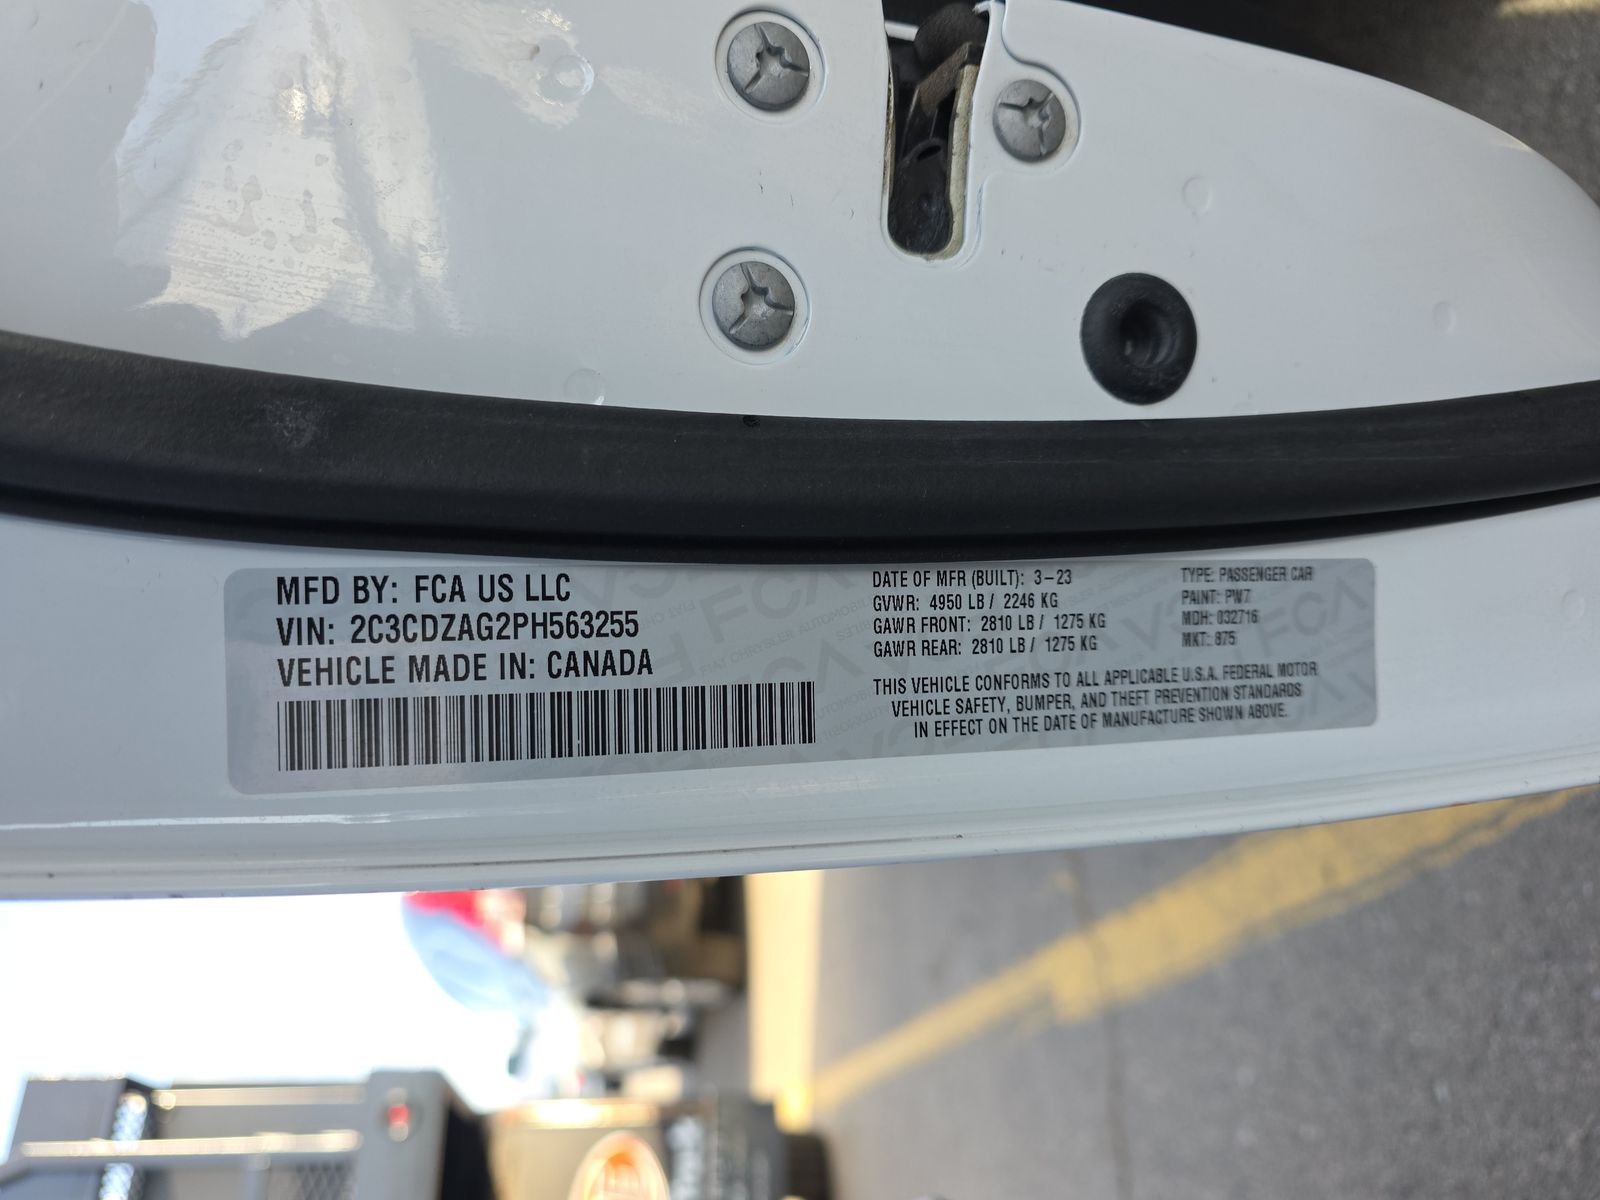 MFD BY: FCA US LLC
VIN: 2C3CDZAG2PH563255
VEHICLE MADE IN: CANADA
DATE OF MFR (BUILT): 3-23
GVWR: 4950 LB / 2246 KG
GAWR FRONT: 2810 LB / 1275 KG
GAWR REAR: 2810 LB / 1275 KG
TYPE: PASSENGER CAR
PAINT: PW7
MDH: 032716
MKT: 875
THIS VEHICLE CONFORMS TO ALL APPLICABLE U.S.A. FEDERAL MOTOR
VEHICLE SAFETY, BUMPER, AND THEFT PREVENTION STANDARDS
IN EFFECT ON THE DATE OF MANUFACTURE SHOWN ABOVE.
FCA
FCA